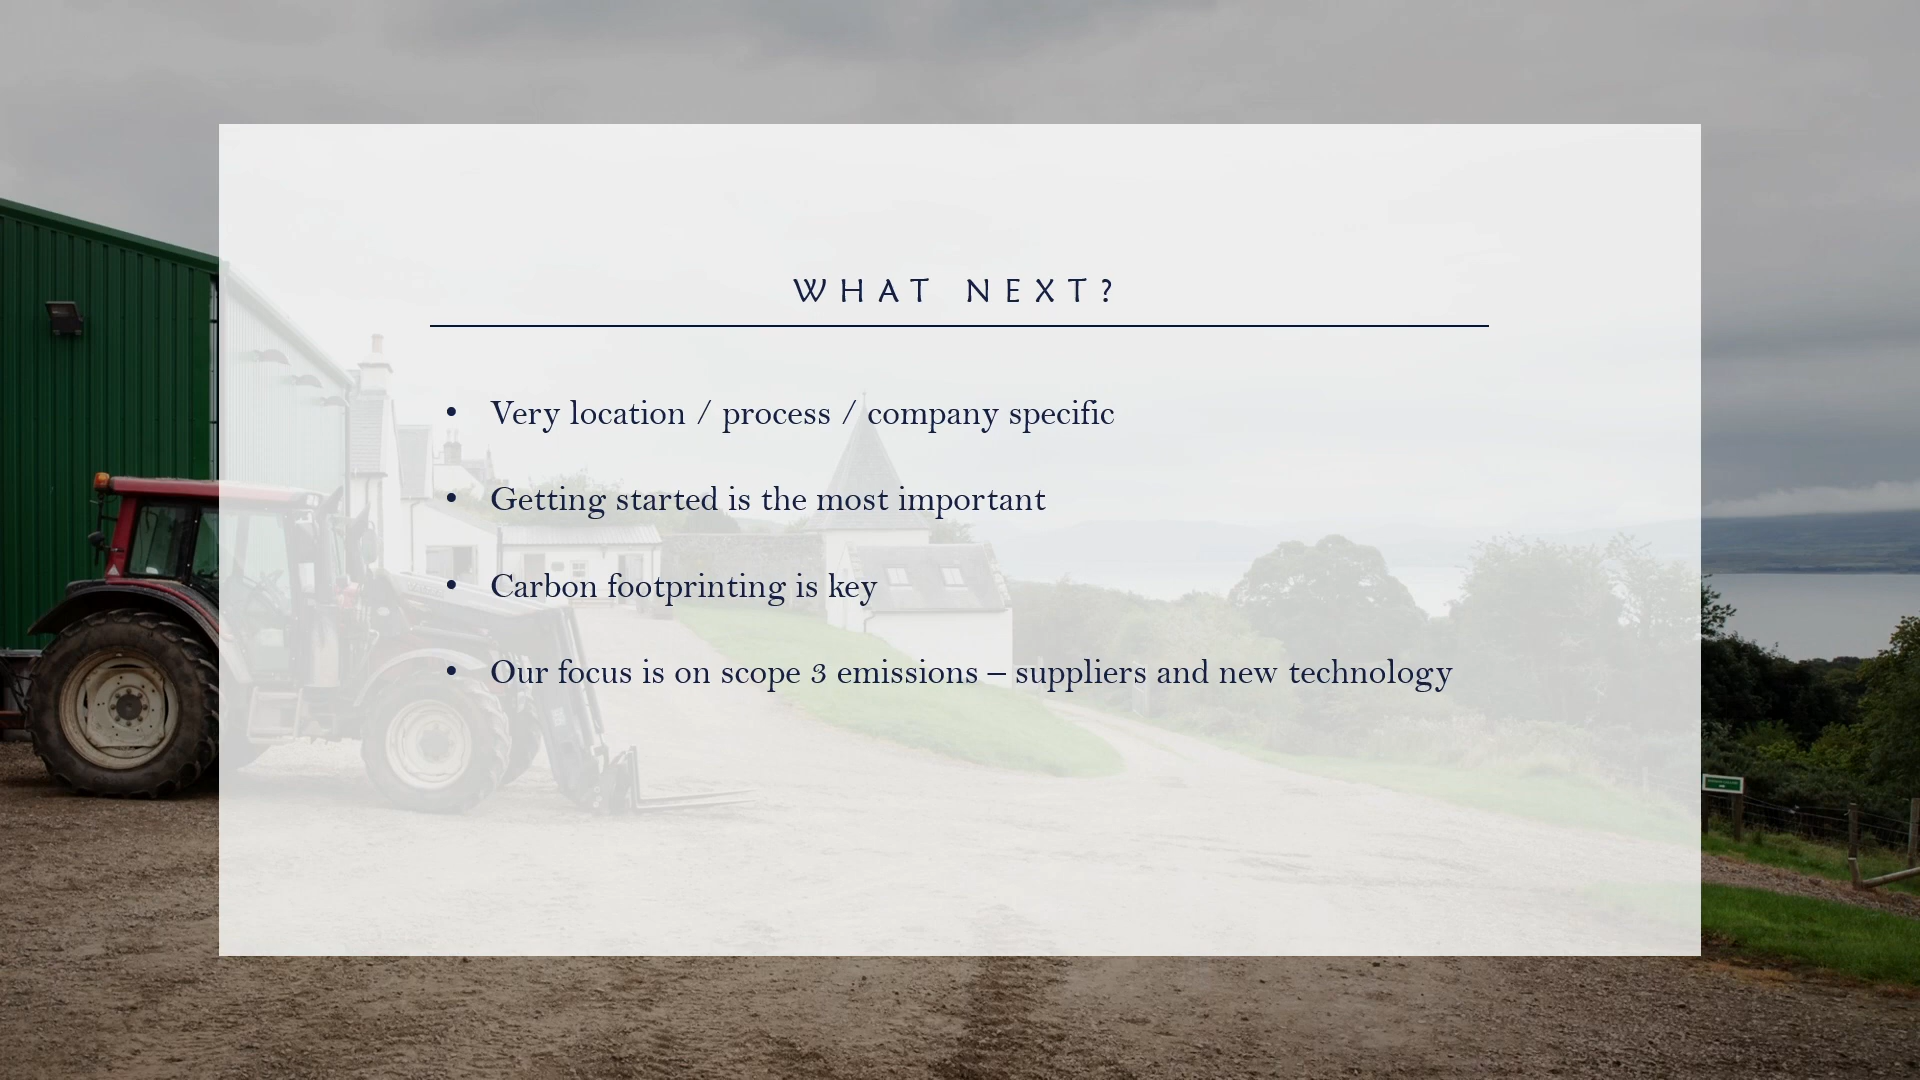 WHAT NEXT?
• Very location / process / company specific
• Getting started is the most important
• Carbon footprinting is key
• Our focus is on scope 3 emissions – suppliers and new technology